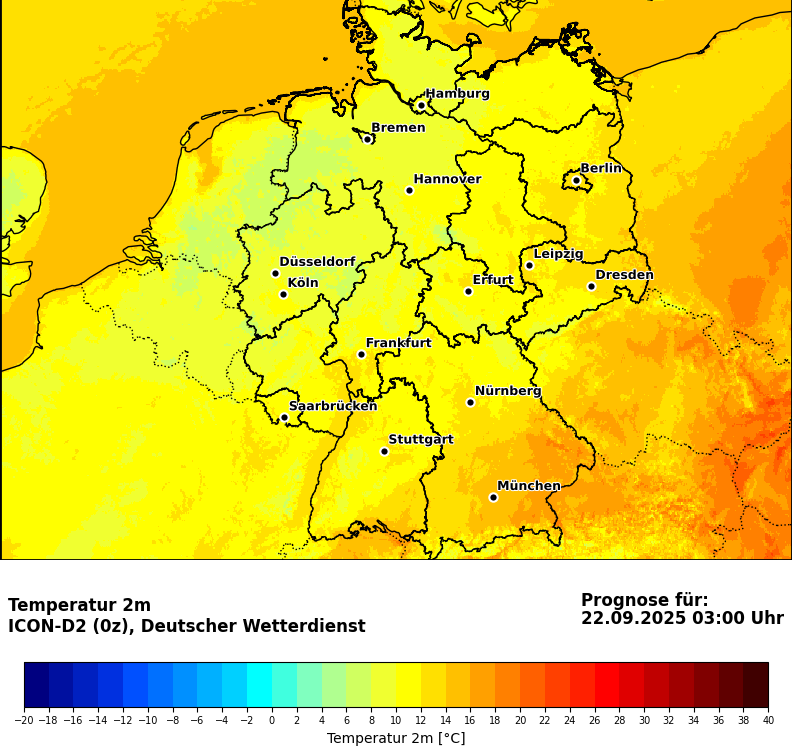 Hamburg
Bremen
Berlin
Hannover
Leipzig
Düsseldorf
Dresden
Erfurt
Köln
Frankfurt
Nürnberg
Saarbrücken
Stuttgart
München
Temperatur 2m
ICON-D2 (0z), Deutscher Wetterdienst
Prognose für:
22.09.2025 03:00 Uhr
−20 −18 −16 −14 −12 −10 −8 −6 −4 −2 0 2 4 6 8 10 12 14 16 18 20 22 24 26 28 30 32 34 36 38 40
Temperatur 2m [°C]